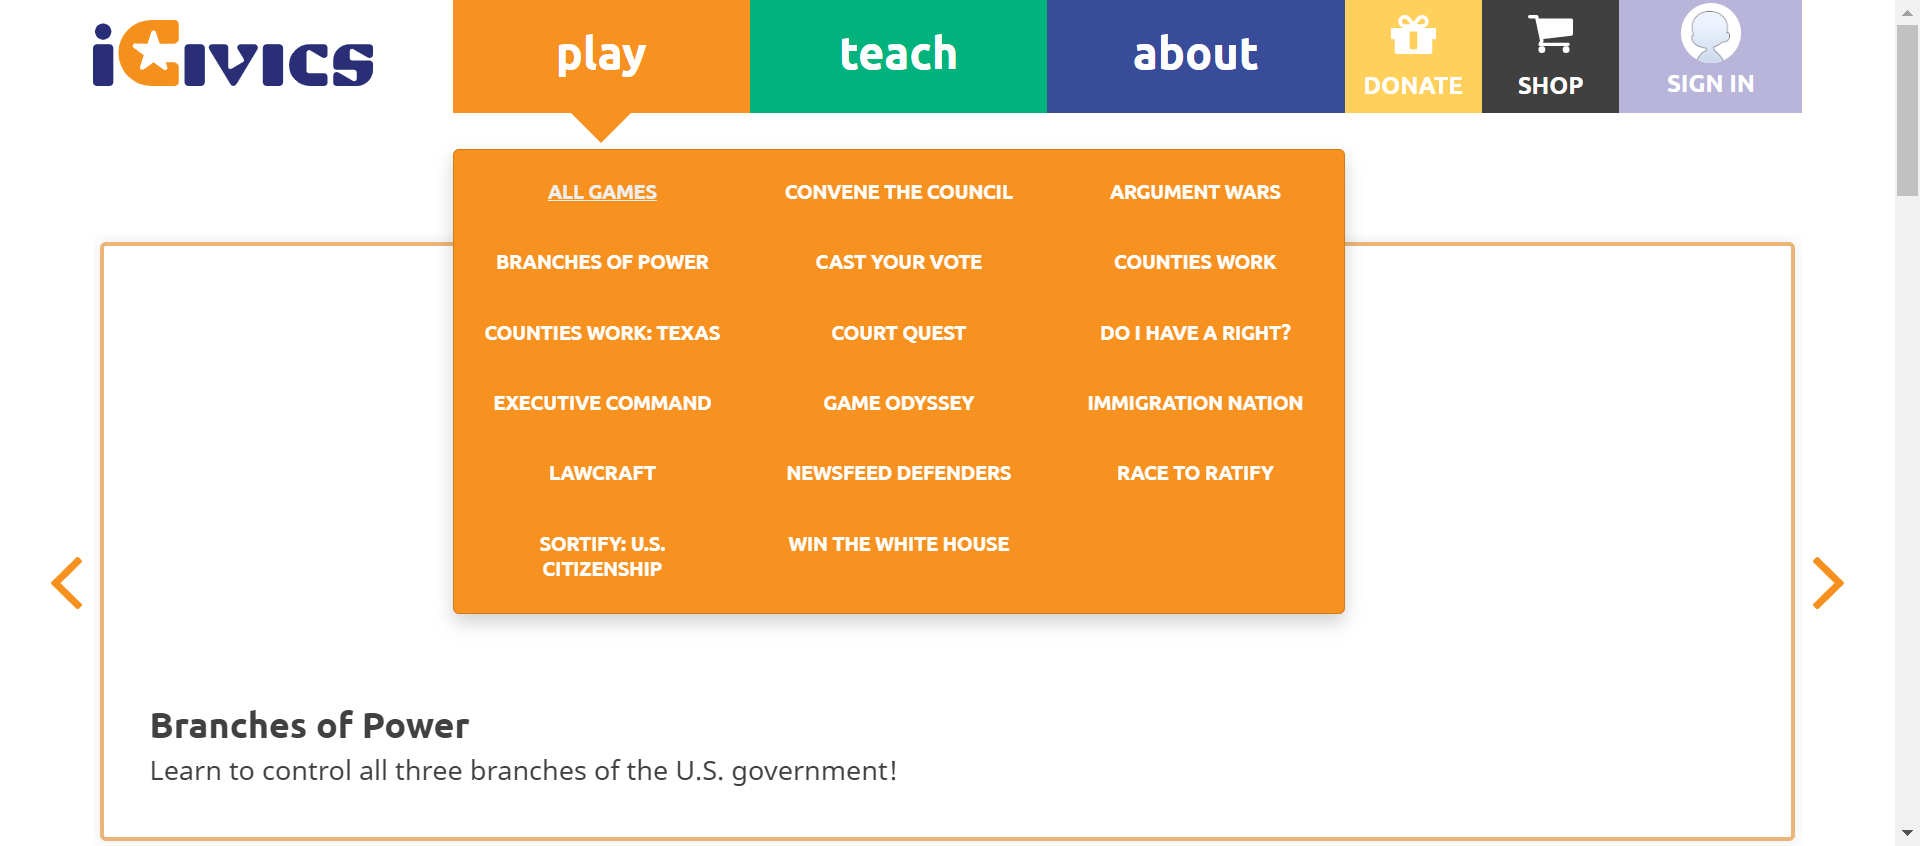 iCivics
play
teach
about
DONATE
SHOP
SIGN IN
ALL GAMES
CONVENE THE COUNCIL
ARGUMENT WARS
BRANCHES OF POWER
CAST YOUR VOTE
COUNTIES WORK
COUNTIES WORK: TEXAS
COURT QUEST
DO I HAVE A RIGHT?
EXECUTIVE COMMAND
GAME ODYSSEY
IMMIGRATION NATION
LAWCRAFT
NEWSFEED DEFENDERS
RACE TO RATIFY
SORTIFY: U.S.
CITIZENSHIP
WIN THE WHITE HOUSE
Branches of Power
Learn to control all three branches of the U.S. government!